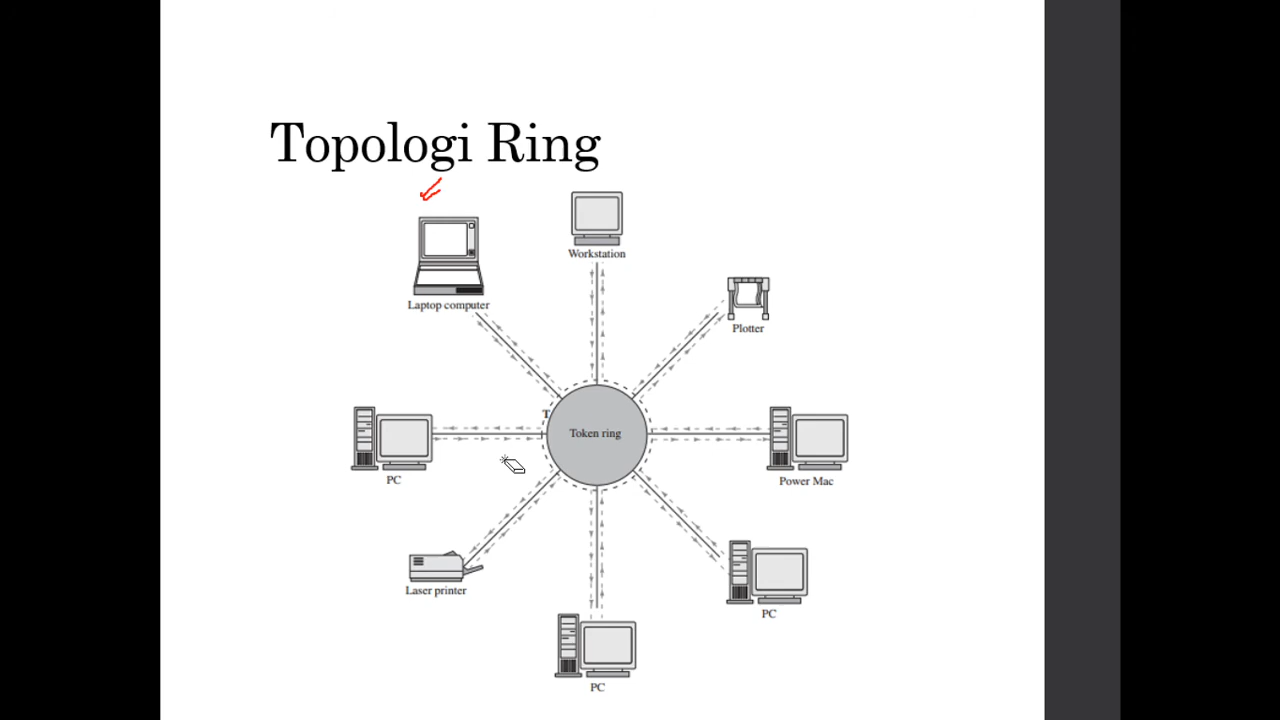 Topologi Ring
Workstation
Laptop computer
Plotter
T
Token ring
PC
Power Mac
Laser printer
PC
PC